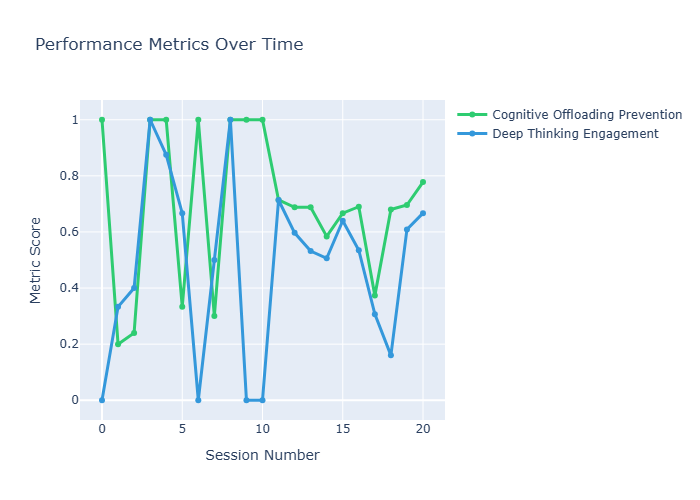 Performance Metrics Over Time
Cognitive Offloading Prevention
Deep Thinking Engagement
Metric Score
1
0.8
0.6
0.4
0.2
0
0 5 10 15 20
Session Number